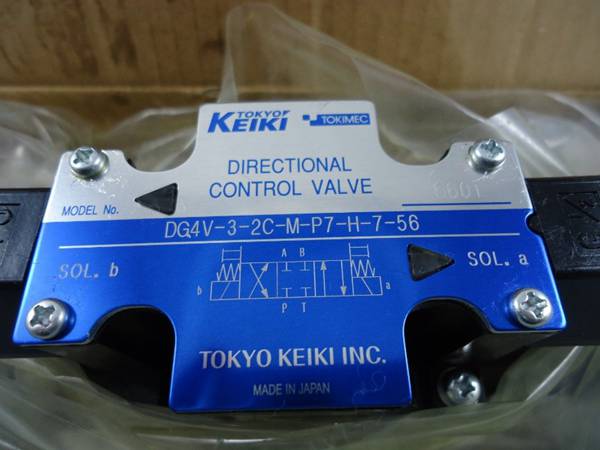 TOKYO
KEIKI TOKIMEC
DIRECTIONAL
CONTROL VALVE
MODEL No.
DG4V-3-2C-M-P7-H-7-56
SOL. b
SOL. a
A B
b a
P T
TOKYO KEIKI INC.
MADE IN JAPAN